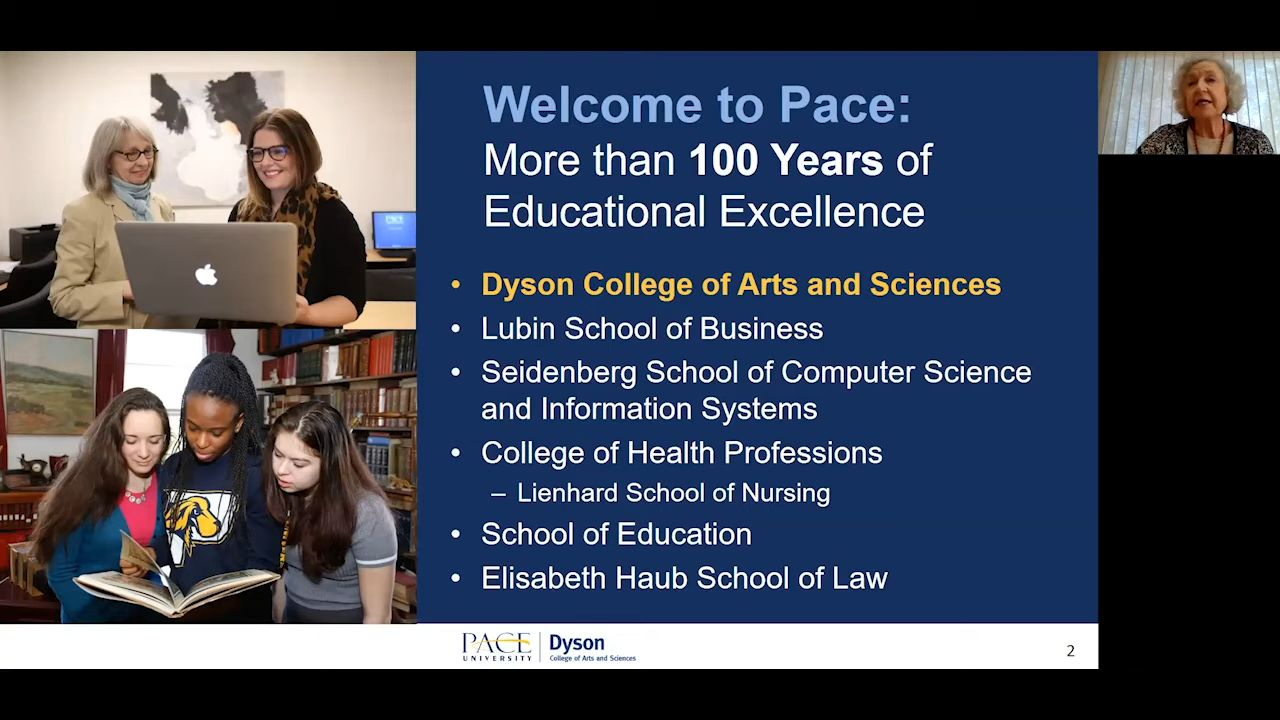 Welcome to Pace:
More than 100 Years of
Educational Excellence
• Dyson College of Arts and Sciences
• Lubin School of Business
• Seidenberg School of Computer Science
and Information Systems
• College of Health Professions
– Lienhard School of Nursing
• School of Education
• Elisabeth Haub School of Law
PACE
UNIVERSITY
Dyson
College of Arts and Sciences
2
PACE